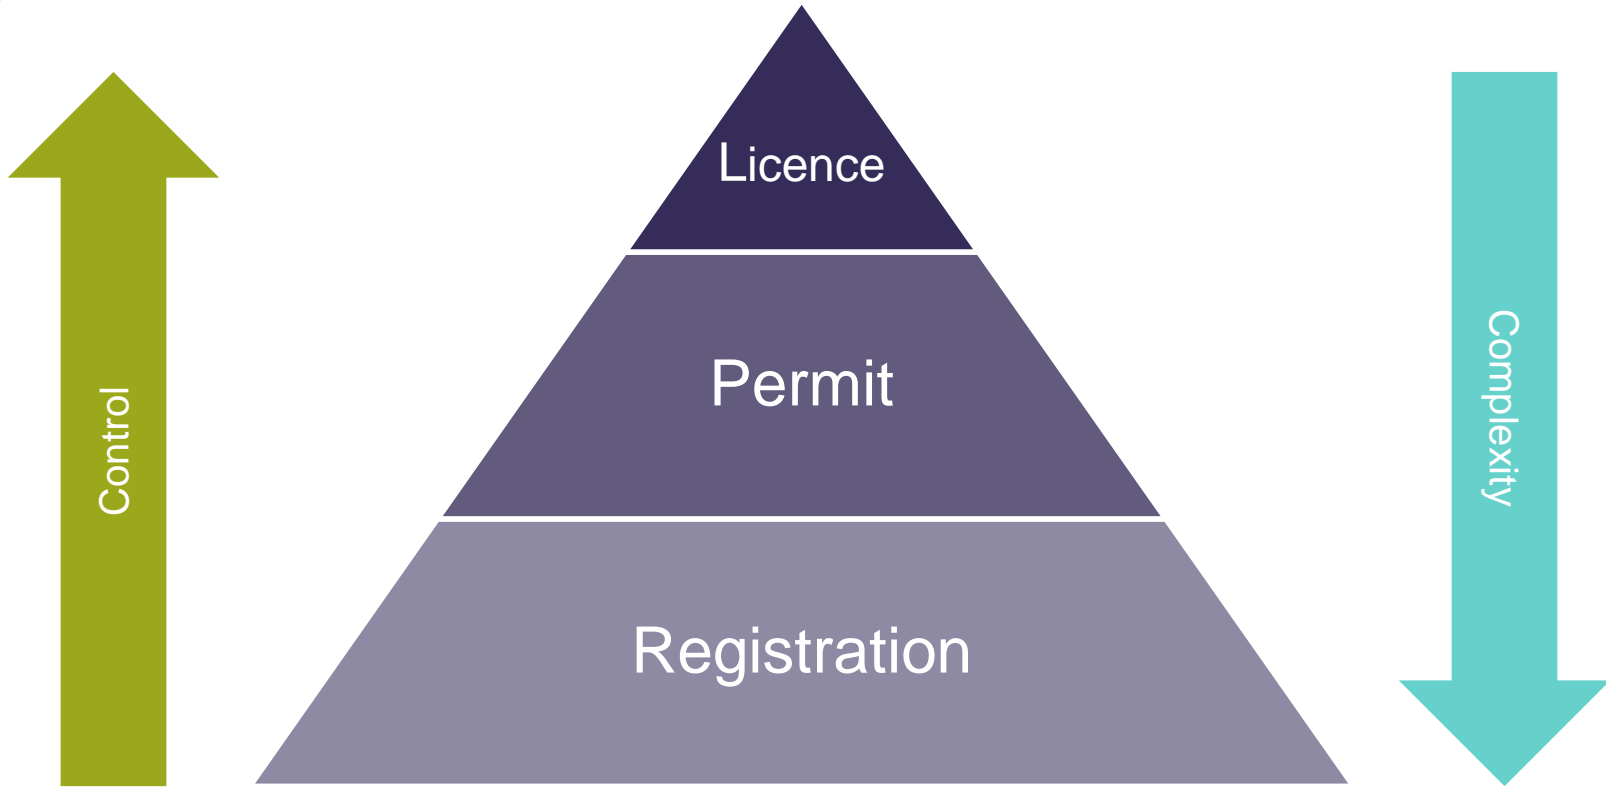 Licence
Permit
Registration
Control
Complexity